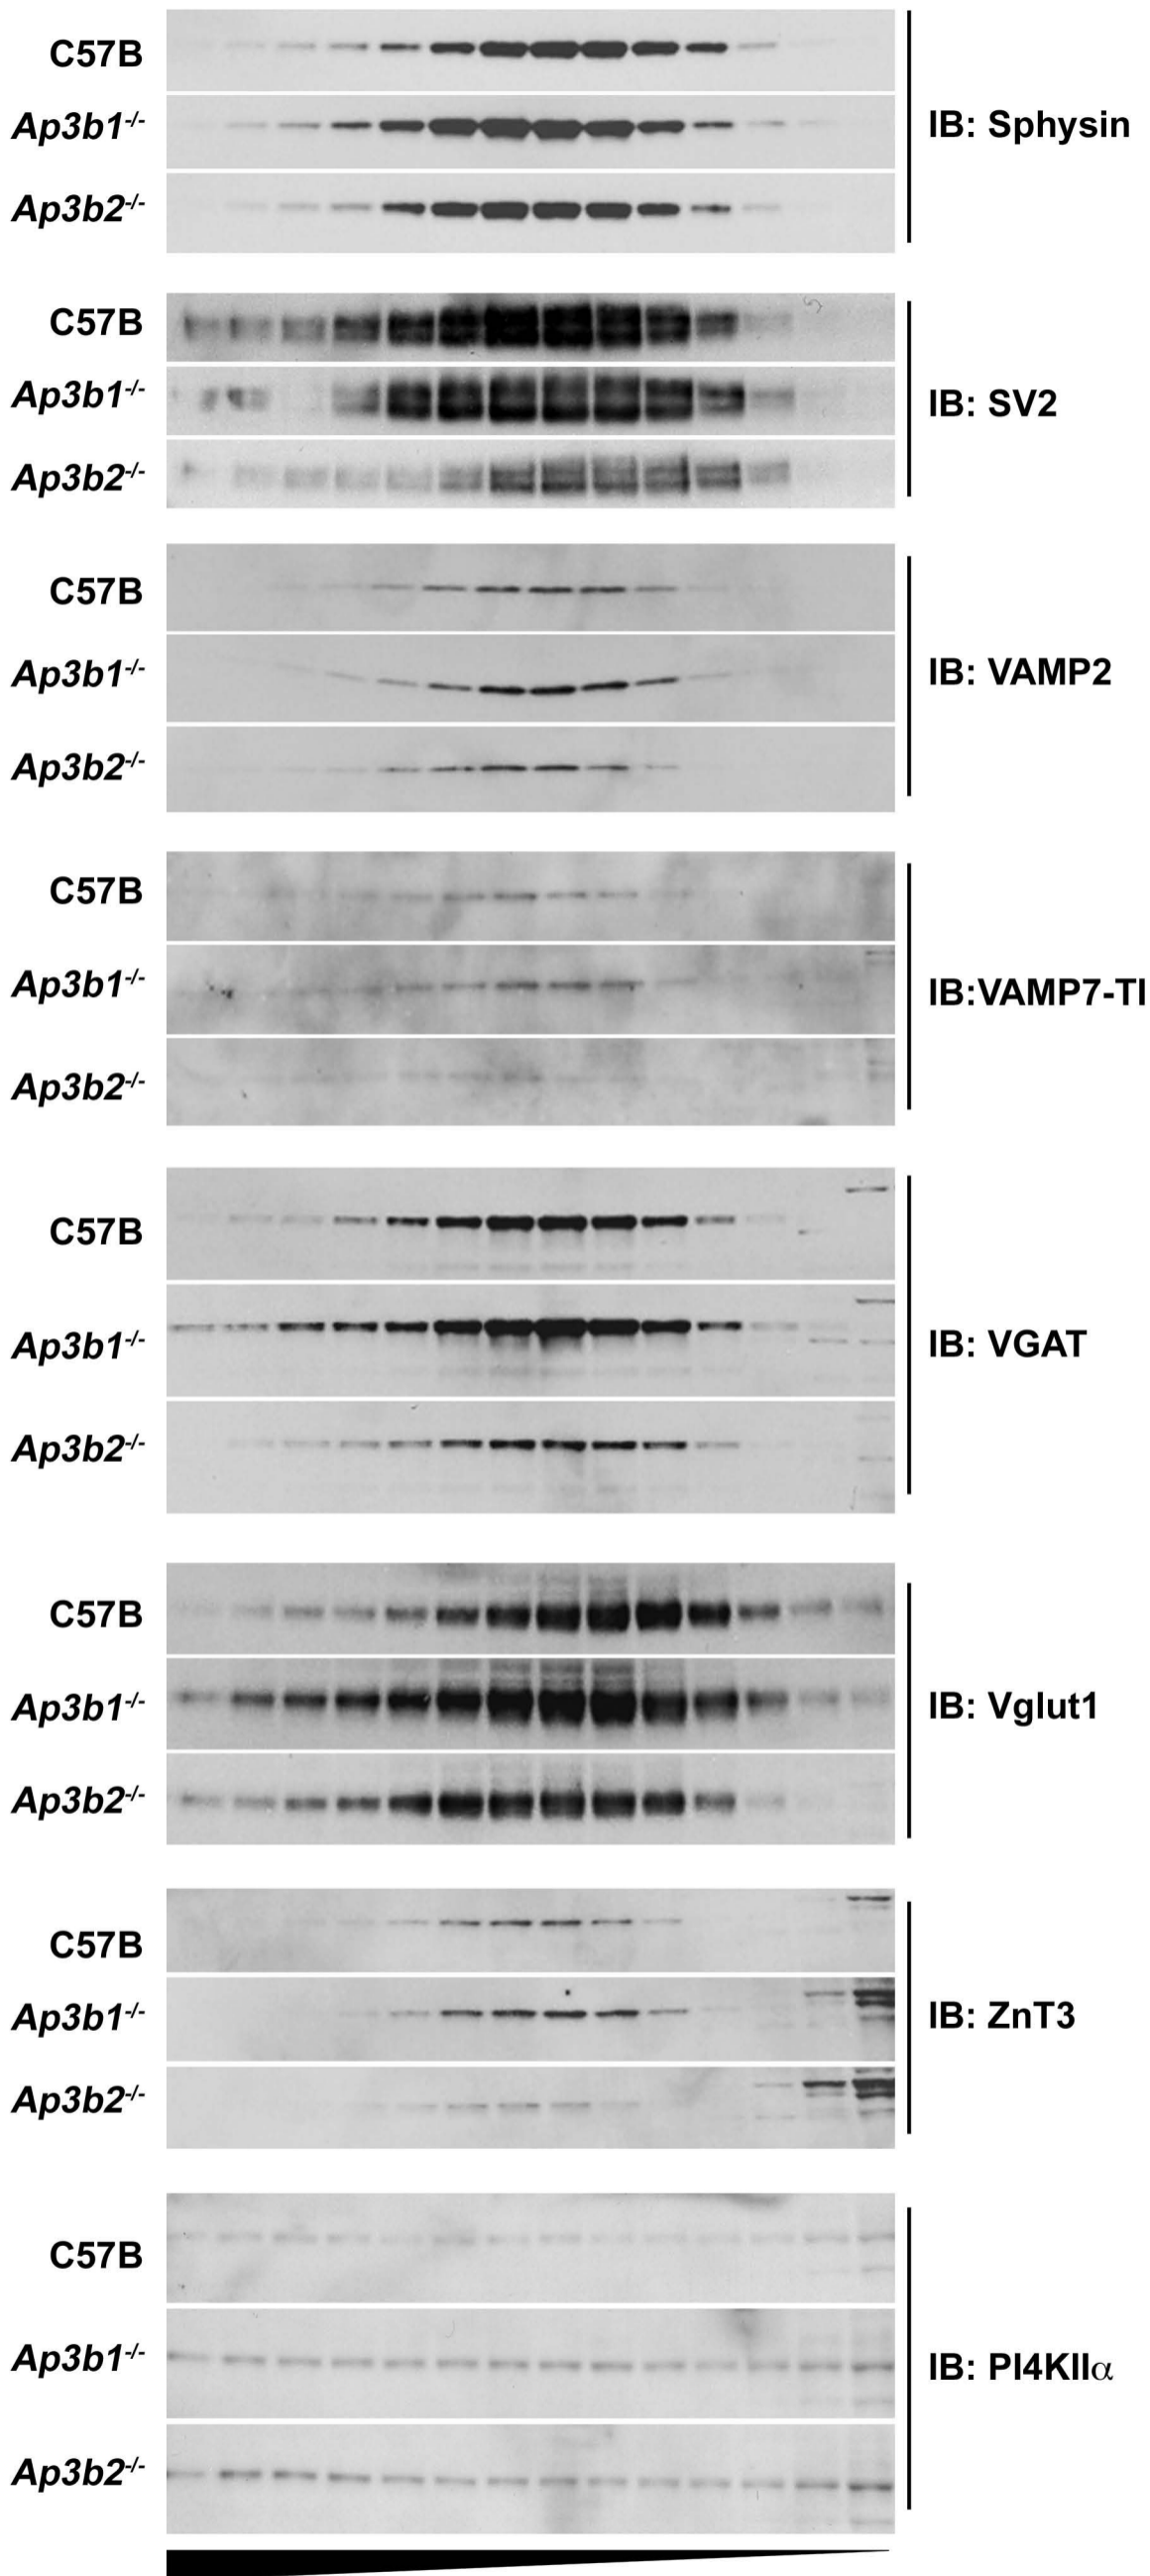 C57B
Ap3b1-/-
IB: Sphysin
Ap3b2-/-
C57B
Ap3b1-/-
IB: SV2
Ap3b2-/-
C57B
Ap3b1-/-
IB: VAMP2
Ap3b2-/-
C57B
Ap3b1-/-
IB:VAMP7-TI
Ap3b2-/-
C57B
Ap3b1-/-
IB: VGAT
Ap3b2-/-
C57B
Ap3b1-/-
IB: Vglut1
Ap3b2-/-
C57B
Ap3b1-/-
IB: ZnT3
Ap3b2-/-
C57B
Ap3b1-/-
IB: PI4KIIα
Ap3b2-/-